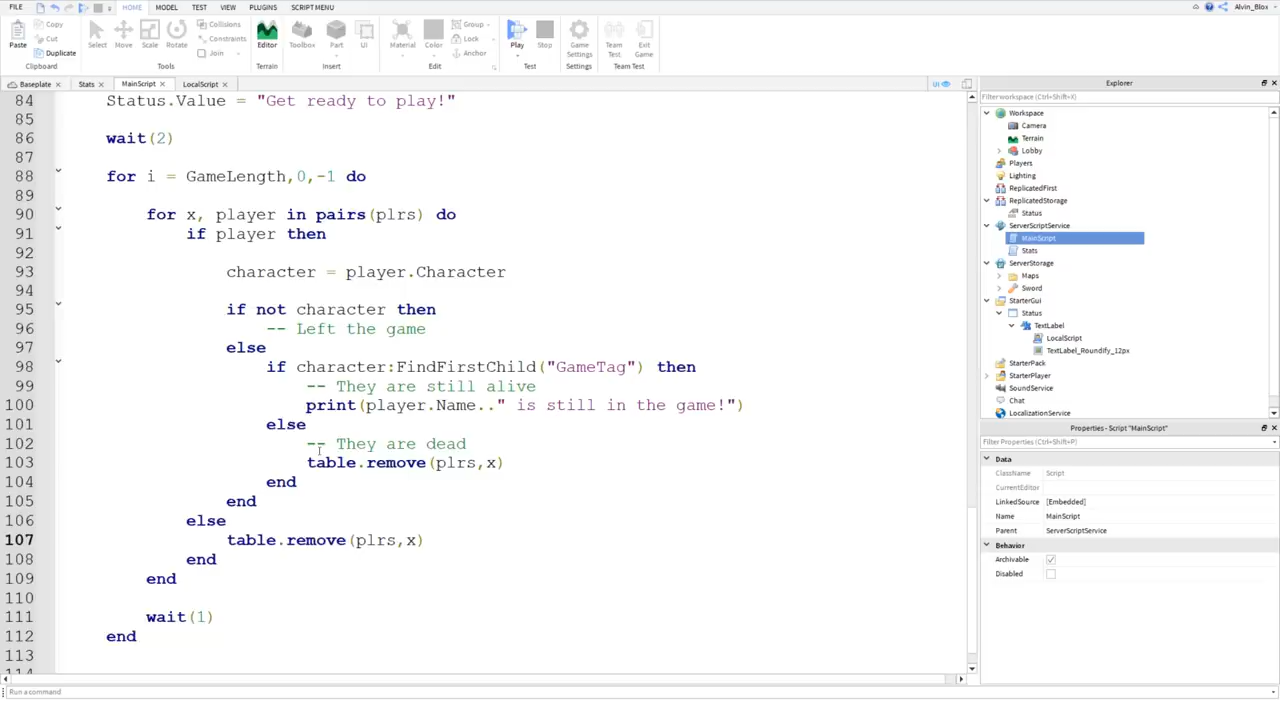 FILE HOME MODEL TEST VIEW PLUGINS SCRIPT MENU Alvin_Blox
Paste Copy Cut Duplicate Select Move Scale Rotate Collisions Constraints Join Editor Toolbox Part UI Material Color Group Lock Anchor Play Stop Game Settings Team Test Exit Game
Clipboard Tools Terrain Insert Edit Test Settings Team Test
Baseplate Stats MainScript LocalScript UI
84 Status.Value = "Get ready to play!"
85
86 wait(2)
87
88 for i = GameLength,0,-1 do
89
90 for x, player in pairs(plrs) do
91 if player then
92
93 character = player.Character
94
95 if not character then
96 -- Left the game
97 else
98 if character:FindFirstChild("GameTag") then
99 -- They are still alive
100 print(player.Name.." is still in the game!")
101 else
102 -- They are dead
103 table.remove(plrs,x)
104 end
105 end
106 else
107 table.remove(plrs,x)
108 end
109 end
110
111 wait(1)
112 end
113
Run a command
Explorer
Filter workspace (Ctrl+Shift+X)
Workspace
Camera
Terrain
Lobby
Players
Lighting
ReplicatedFirst
ReplicatedStorage
Status
ServerScriptService
MainScript
Stats
ServerStorage
Maps
Sword
StarterGui
Status
TextLabel
LocalScript
TextLabel_Roundify_12px
StarterPack
StarterPlayer
SoundService
Chat
LocalizationService
Properties - Script "MainScript"
Filter Properties (Ctrl+Shift+P)
Data
ClassName Script
CurrentEditor
LinkedSource [Embedded]
Name MainScript
Parent ServerScriptService
Behavior
Archivable
Disabled